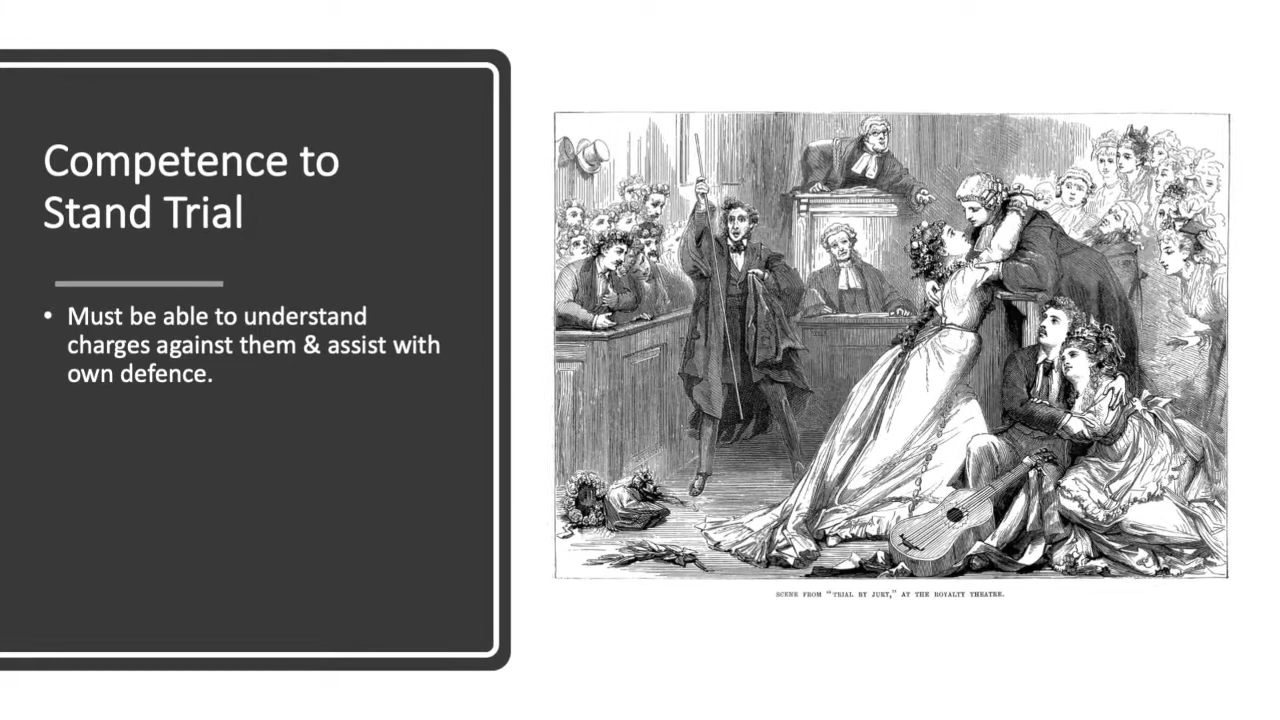 Competence to
Stand Trial
• Must be able to understand
charges against them & assist with
own defence.
SCENE FROM "TRIAL BY JURY," AT THE ROYALTY THEATRE.